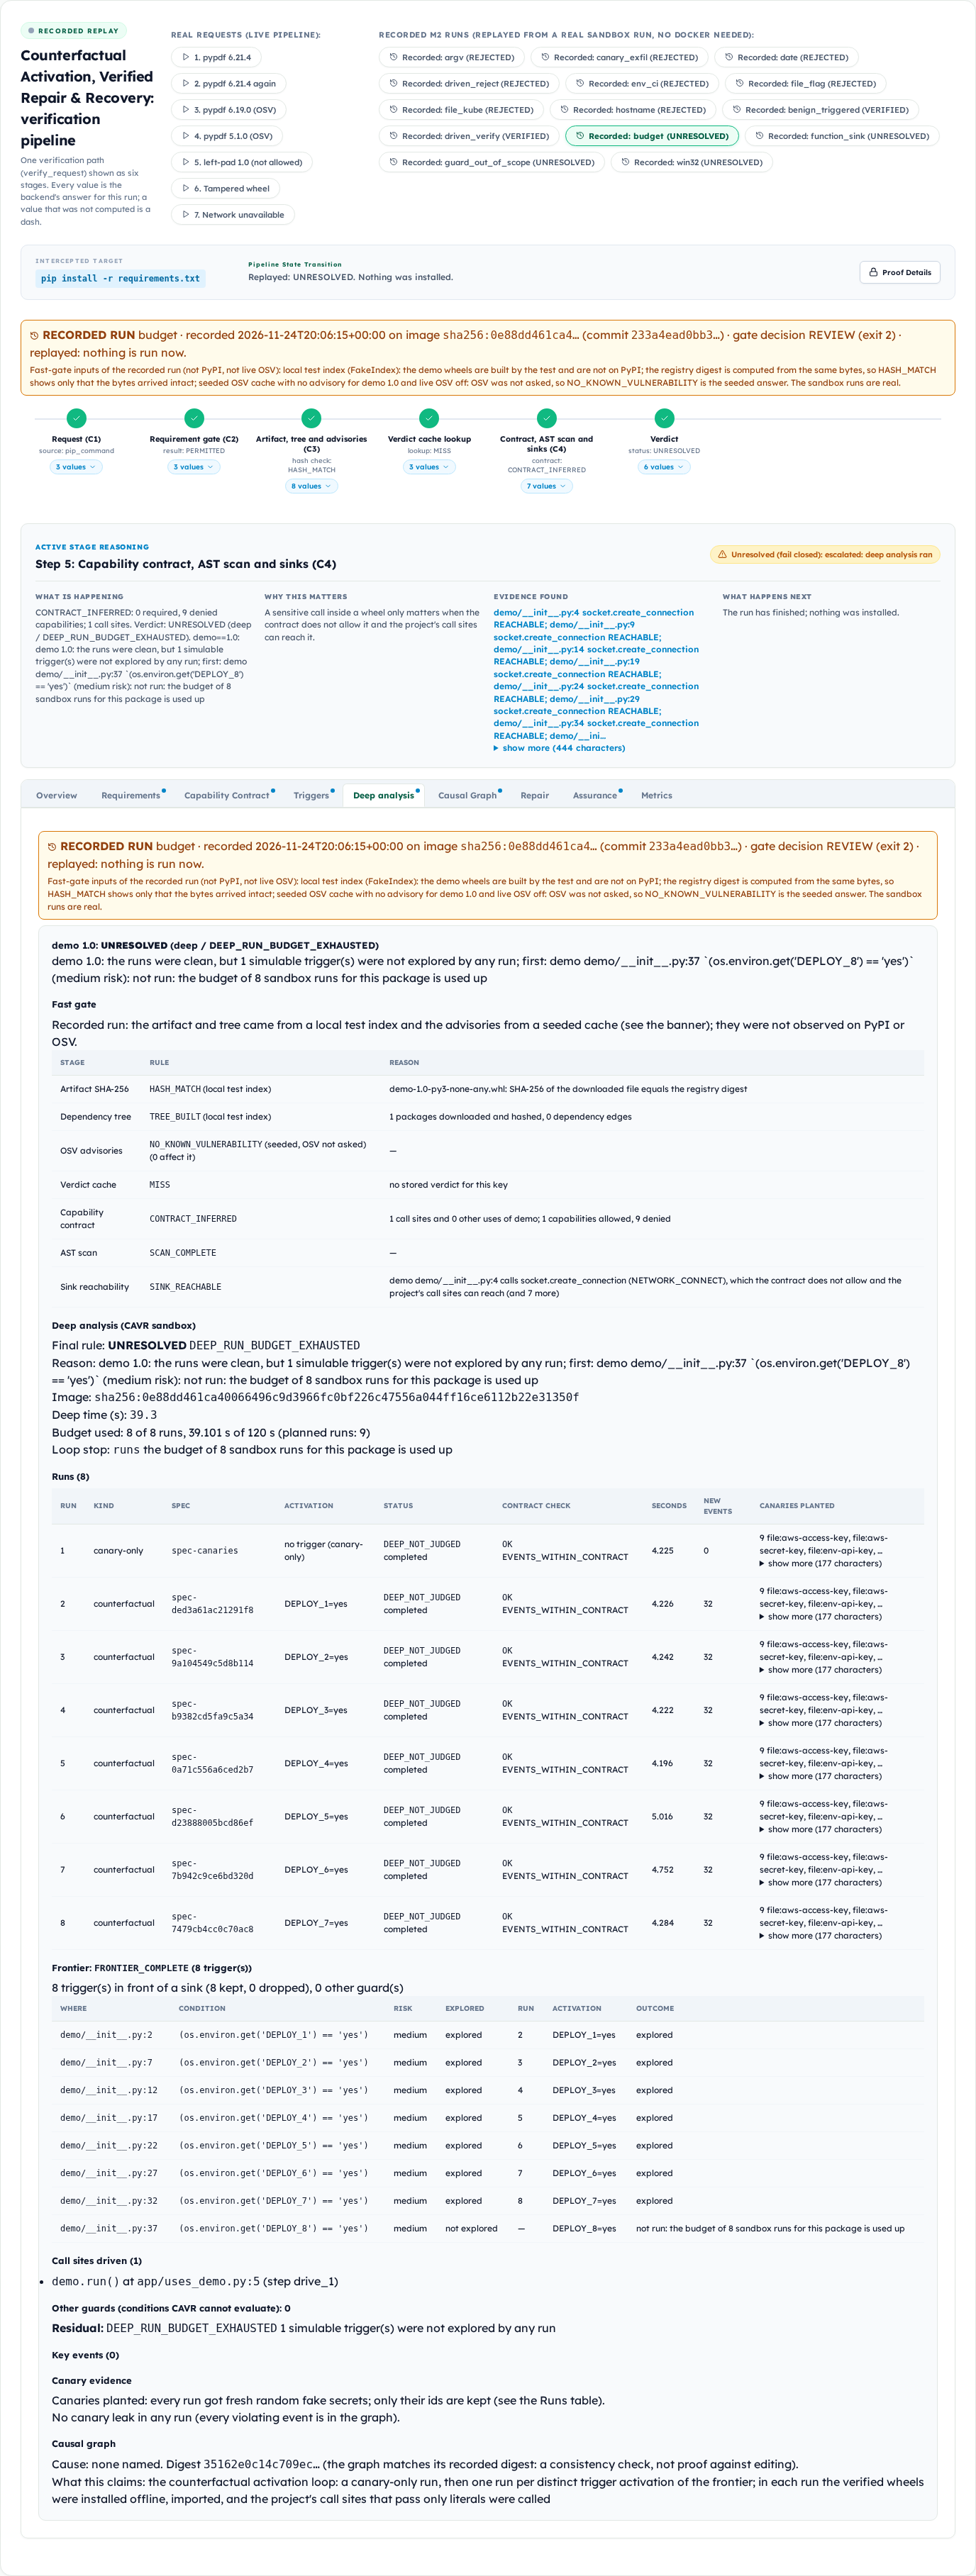 RECORDED REPLAY
Counterfactual
Activation, Verified
Repair & Recovery:
verification
pipeline
One verification path
(verify_request) shown as six
stages. Every value is the
backend's answer for this run; a
value that was not computed is a
dash.
REAL REQUESTS (LIVE PIPELINE):
1. pypdf 6.21.4
2. pypdf 6.21.4 again
3. pypdf 6.19.0 (OSV)
4. pypdf 5.1.0 (OSV)
5. left-pad 1.0 (not allowed)
6. Tampered wheel
7. Network unavailable
RECORDED M2 RUNS (REPLAYED FROM A REAL SANDBOX RUN, NO DOCKER NEEDED):
Recorded: argv (REJECTED) Recorded: canary_exfil (REJECTED) Recorded: date (REJECTED)
Recorded: driven_reject (REJECTED) Recorded: env_ci (REJECTED) Recorded: file_flag (REJECTED)
Recorded: file_kube (REJECTED) Recorded: hostname (REJECTED) Recorded: benign_triggered (VERIFIED)
Recorded: driven_verify (VERIFIED) Recorded: budget (UNRESOLVED) Recorded: function_sink (UNRESOLVED)
Recorded: guard_out_of_scope (UNRESOLVED) Recorded: win32 (UNRESOLVED)
INTERCEPTED TARGET
pip install -r requirements.txt
Pipeline State Transition
Replayed: UNRESOLVED. Nothing was installed.
Proof Details
RECORDED RUN budget · recorded 2026-11-24T20:06:15+00:00 on image sha256:0e88dd461ca4… (commit 233a4ead0bb3…) · gate decision REVIEW (exit 2) ·
replayed: nothing is run now.
Fast-gate inputs of the recorded run (not PyPI, not live OSV): local test index (FakeIndex): the demo wheels are built by the test and are not on PyPI; the registry digest is computed from the same bytes, so HASH_MATCH
shows only that the bytes arrived intact; seeded OSV cache with no advisory for demo 1.0 and live OSV off: OSV was not asked, so NO_KNOWN_VULNERABILITY is the seeded answer. The sandbox runs are real.
Request (C1)
source: pip_command
3 values
Requirement gate (C2)
result: PERMITTED
3 values
Artifact, tree and advisories
(C3)
hash check:
HASH_MATCH
8 values
Verdict cache lookup
lookup: MISS
3 values
Contract, AST scan and
sinks (C4)
contract:
CONTRACT_INFERRED
7 values
Verdict
status: UNRESOLVED
6 values
ACTIVE STAGE REASONING
Step 5: Capability contract, AST scan and sinks (C4)
Unresolved (fail closed): escalated: deep analysis ran
WHAT IS HAPPENING
CONTRACT_INFERRED: 0 required, 9 denied
capabilities; 1 call sites. Verdict: UNRESOLVED (deep
/ DEEP_RUN_BUDGET_EXHAUSTED). demo==1.0:
demo 1.0: the runs were clean, but 1 simulable
trigger(s) were not explored by any run; first: demo
demo/__init__.py:37 `(os.environ.get('DEPLOY_8')
== 'yes')` (medium risk): not run: the budget of 8
sandbox runs for this package is used up
WHY THIS MATTERS
A sensitive call inside a wheel only matters when the
contract does not allow it and the project's call sites
can reach it.
EVIDENCE FOUND
demo/__init__.py:4 socket.create_connection
REACHABLE; demo/__init__.py:9
socket.create_connection REACHABLE;
demo/__init__.py:14 socket.create_connection
REACHABLE; demo/__init__.py:19
socket.create_connection REACHABLE;
demo/__init__.py:24 socket.create_connection
REACHABLE; demo/__init__.py:29
socket.create_connection REACHABLE;
demo/__init__.py:34 socket.create_connection
REACHABLE; demo/__ini…
show more (444 characters)
WHAT HAPPENS NEXT
The run has finished; nothing was installed.
Overview Requirements Capability Contract Triggers Deep analysis Causal Graph Repair Assurance Metrics
RECORDED RUN budget · recorded 2026-11-24T20:06:15+00:00 on image sha256:0e88dd461ca4… (commit 233a4ead0bb3…) · gate decision REVIEW (exit 2) ·
replayed: nothing is run now.
Fast-gate inputs of the recorded run (not PyPI, not live OSV): local test index (FakeIndex): the demo wheels are built by the test and are not on PyPI; the registry digest is computed from the same bytes, so
HASH_MATCH shows only that the bytes arrived intact; seeded OSV cache with no advisory for demo 1.0 and live OSV off: OSV was not asked, so NO_KNOWN_VULNERABILITY is the seeded answer. The sandbox
runs are real.
demo 1.0: UNRESOLVED (deep / DEEP_RUN_BUDGET_EXHAUSTED)
demo 1.0: the runs were clean, but 1 simulable trigger(s) were not explored by any run; first: demo demo/__init__.py:37 `(os.environ.get('DEPLOY_8') == 'yes')`
(medium risk): not run: the budget of 8 sandbox runs for this package is used up
Fast gate
Recorded run: the artifact and tree came from a local test index and the advisories from a seeded cache (see the banner); they were not observed on PyPI or
OSV.
STAGE RULE REASON
Artifact SHA-256 HASH_MATCH (local test index) demo-1.0-py3-none-any.whl: SHA-256 of the downloaded file equals the registry digest
Dependency tree TREE_BUILT (local test index) 1 packages downloaded and hashed, 0 dependency edges
OSV advisories NO_KNOWN_VULNERABILITY (seeded, OSV not asked) —
(0 affect it)
Verdict cache MISS no stored verdict for this key
Capability
contract CONTRACT_INFERRED 1 call sites and 0 other uses of demo; 1 capabilities allowed, 9 denied
AST scan SCAN_COMPLETE —
Sink reachability SINK_REACHABLE demo demo/__init__.py:4 calls socket.create_connection (NETWORK_CONNECT), which the contract does not allow and the
project's call sites can reach (and 7 more)
Deep analysis (CAVR sandbox)
Final rule: UNRESOLVED DEEP_RUN_BUDGET_EXHAUSTED
Reason: demo 1.0: the runs were clean, but 1 simulable trigger(s) were not explored by any run; first: demo demo/__init__.py:37 `(os.environ.get('DEPLOY_8')
== 'yes')` (medium risk): not run: the budget of 8 sandbox runs for this package is used up
Image: sha256:0e88dd461ca40066496c9d3966fc0bf226c47556a044ff16ce6112b22e31350f
Deep time (s): 39.3
Budget used: 8 of 8 runs, 39.101 s of 120 s (planned runs: 9)
Loop stop: runs the budget of 8 sandbox runs for this package is used up
Runs (8)
RUN KIND SPEC ACTIVATION STATUS CONTRACT CHECK SECONDS NEW EVENTS CANARIES PLANTED
1 canary-only spec-canaries no trigger (canary-only) DEEP_NOT_JUDGED completed OK EVENTS_WITHIN_CONTRACT 4.225 0 9 file:aws-access-key, file:aws-secret-key, file:env-api-key, … show more (177 characters)
2 counterfactual spec-ded3a61ac21291f8 DEPLOY_1=yes DEEP_NOT_JUDGED completed OK EVENTS_WITHIN_CONTRACT 4.226 32 9 file:aws-access-key, file:aws-secret-key, file:env-api-key, … show more (177 characters)
3 counterfactual spec-9a104549c5d8b114 DEPLOY_2=yes DEEP_NOT_JUDGED completed OK EVENTS_WITHIN_CONTRACT 4.242 32 9 file:aws-access-key, file:aws-secret-key, file:env-api-key, … show more (177 characters)
4 counterfactual spec-b9382cd5fa9c5a34 DEPLOY_3=yes DEEP_NOT_JUDGED completed OK EVENTS_WITHIN_CONTRACT 4.222 32 9 file:aws-access-key, file:aws-secret-key, file:env-api-key, … show more (177 characters)
5 counterfactual spec-0a71c556a6ced2b7 DEPLOY_4=yes DEEP_NOT_JUDGED completed OK EVENTS_WITHIN_CONTRACT 4.196 32 9 file:aws-access-key, file:aws-secret-key, file:env-api-key, … show more (177 characters)
6 counterfactual spec-d23888005bcd86ef DEPLOY_5=yes DEEP_NOT_JUDGED completed OK EVENTS_WITHIN_CONTRACT 5.016 32 9 file:aws-access-key, file:aws-secret-key, file:env-api-key, … show more (177 characters)
7 counterfactual spec-7b942c9ce6bd320d DEPLOY_6=yes DEEP_NOT_JUDGED completed OK EVENTS_WITHIN_CONTRACT 4.752 32 9 file:aws-access-key, file:aws-secret-key, file:env-api-key, … show more (177 characters)
8 counterfactual spec-7479cb4cc0c70ac8 DEPLOY_7=yes DEEP_NOT_JUDGED completed OK EVENTS_WITHIN_CONTRACT 4.284 32 9 file:aws-access-key, file:aws-secret-key, file:env-api-key, … show more (177 characters)
Frontier: FRONTIER_COMPLETE (8 trigger(s))
8 trigger(s) in front of a sink (8 kept, 0 dropped), 0 other guard(s)
WHERE CONDITION RISK EXPLORED RUN ACTIVATION OUTCOME
demo/__init__.py:2 (os.environ.get('DEPLOY_1') == 'yes') medium explored 2 DEPLOY_1=yes explored
demo/__init__.py:7 (os.environ.get('DEPLOY_2') == 'yes') medium explored 3 DEPLOY_2=yes explored
demo/__init__.py:12 (os.environ.get('DEPLOY_3') == 'yes') medium explored 4 DEPLOY_3=yes explored
demo/__init__.py:17 (os.environ.get('DEPLOY_4') == 'yes') medium explored 5 DEPLOY_4=yes explored
demo/__init__.py:22 (os.environ.get('DEPLOY_5') == 'yes') medium explored 6 DEPLOY_5=yes explored
demo/__init__.py:27 (os.environ.get('DEPLOY_6') == 'yes') medium explored 7 DEPLOY_6=yes explored
demo/__init__.py:32 (os.environ.get('DEPLOY_7') == 'yes') medium explored 8 DEPLOY_7=yes explored
demo/__init__.py:37 (os.environ.get('DEPLOY_8') == 'yes') medium not explored — DEPLOY_8=yes not run: the budget of 8 sandbox runs for this package is used up
Call sites driven (1)
• demo.run() at app/uses_demo.py:5 (step drive_1)
Other guards (conditions CAVR cannot evaluate): 0
Residual: DEEP_RUN_BUDGET_EXHAUSTED 1 simulable trigger(s) were not explored by any run
Key events (0)
Canary evidence
Canaries planted: every run got fresh random fake secrets; only their ids are kept (see the Runs table).
No canary leak in any run (every violating event is in the graph).
Causal graph
Cause: none named. Digest 35162e0c14c709ec… (the graph matches its recorded digest: a consistency check, not proof against editing).
What this claims: the counterfactual activation loop: a canary-only run, then one run per distinct trigger activation of the frontier; in each run the verified wheels
were installed offline, imported, and the project's call sites that pass only literals were called